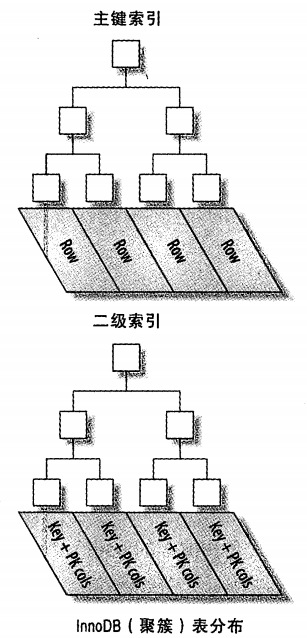 主键索引
Row
Row
Row
Row
二级索引
Key + PK cols
Key + PK cols
Key + PK cols
Key + PK cols
InnoDB（聚簇）表分布